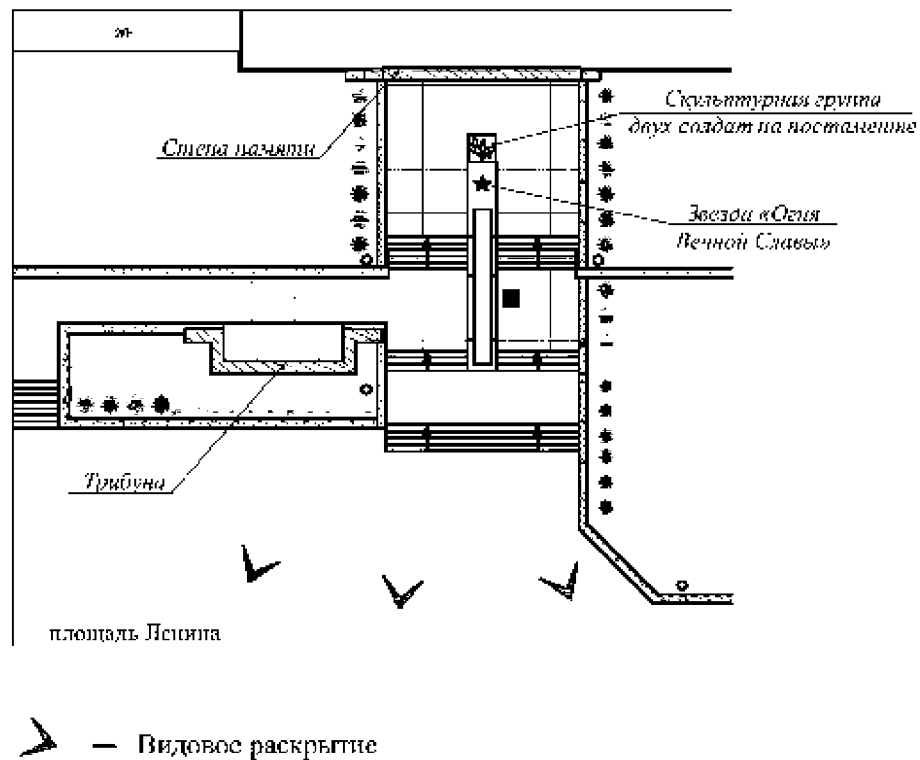 Скульптурная группа
двух солдат на постаменте
Стена памяти
Звезда «Огня
Вечной Славы»
Трибуна
площадь Ленина
– Видовое раскрытие